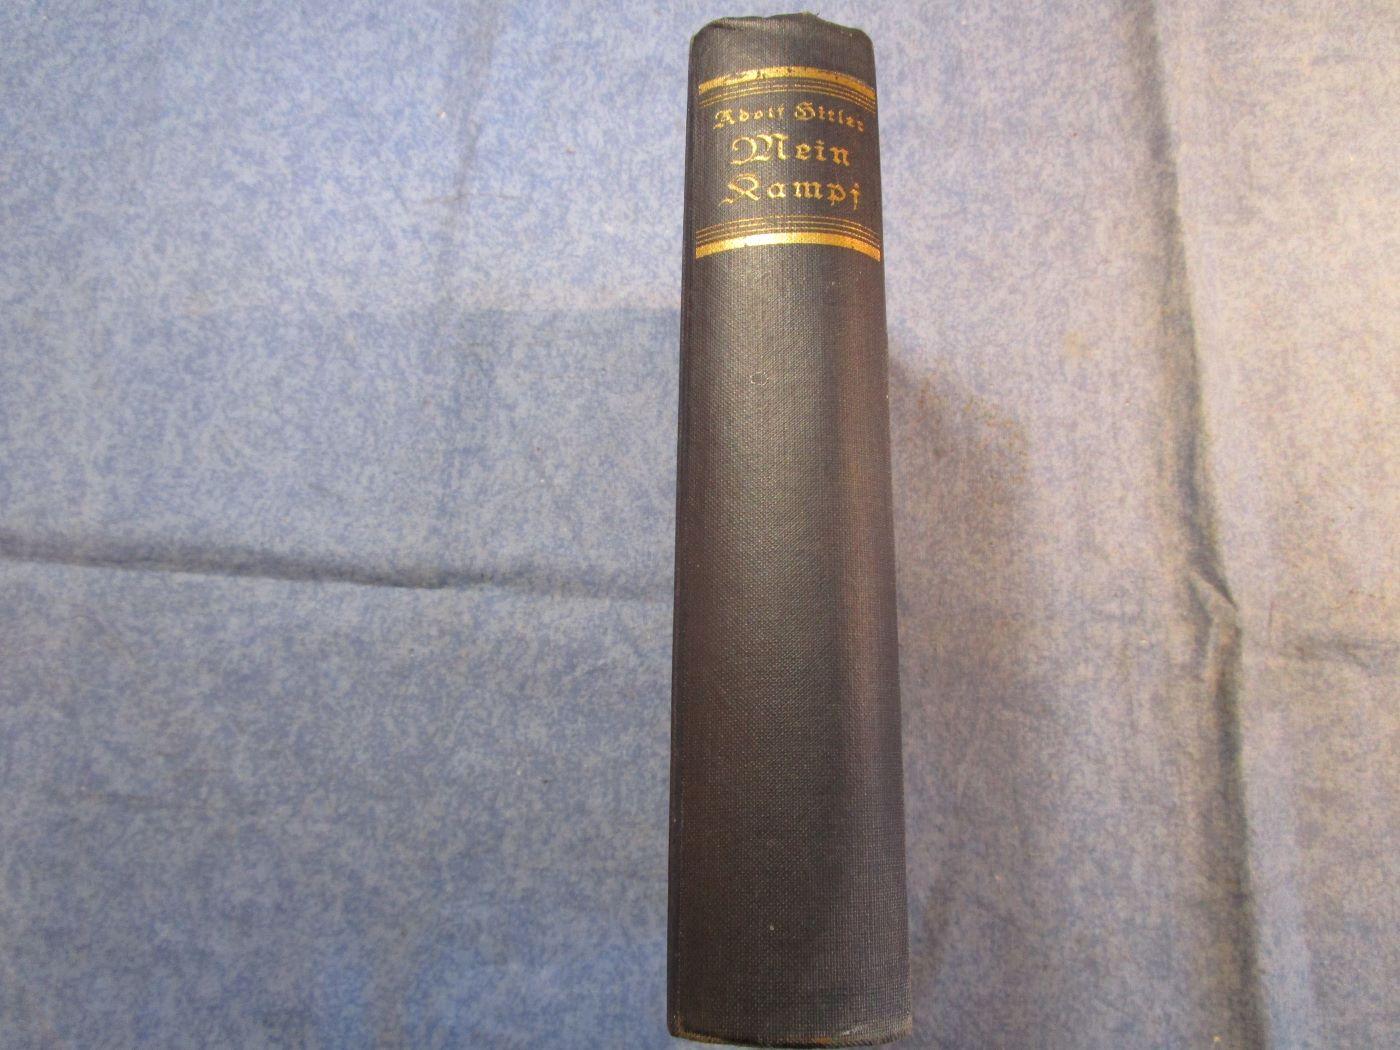 Adolf Hitler
Mein
Kampf